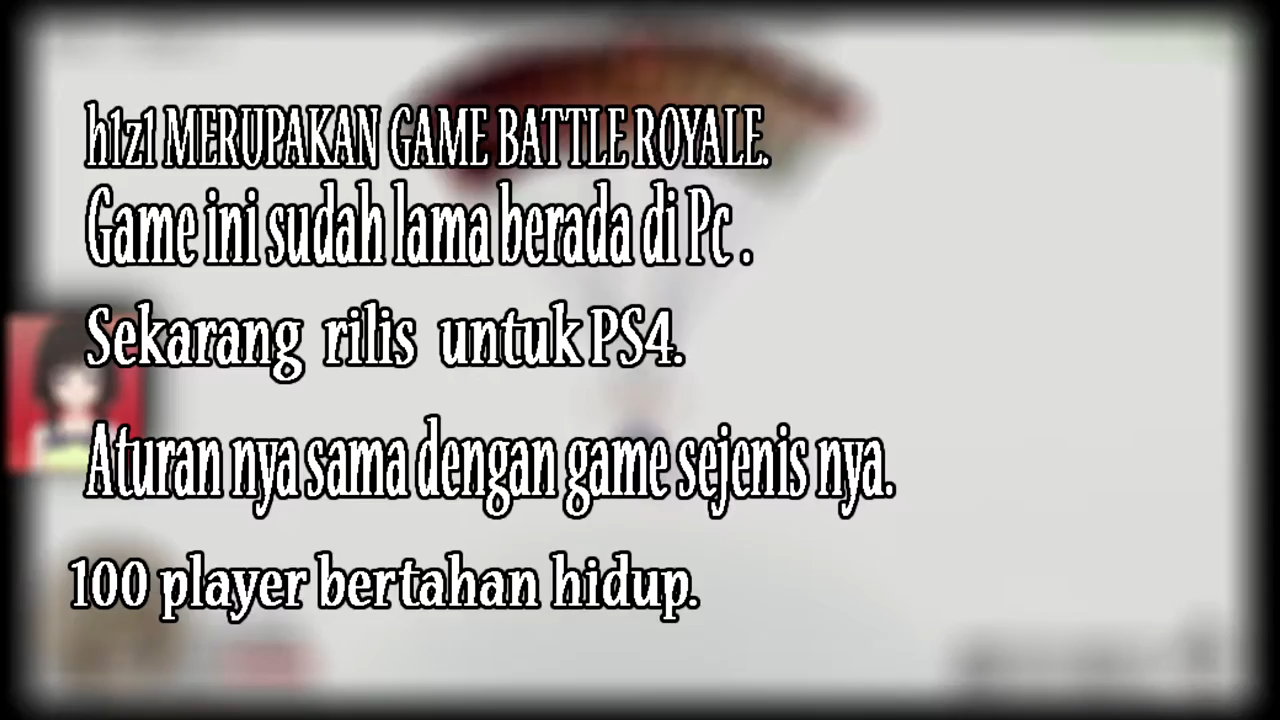 h1z1 MERUPAKAN GAME BATTLE ROYALE.
Game ini sudah lama berada di Pc .
Sekarang rilis untuk PS4.
Aturan nya sama dengan game sejenis nya.
100 player bertahan hidup.